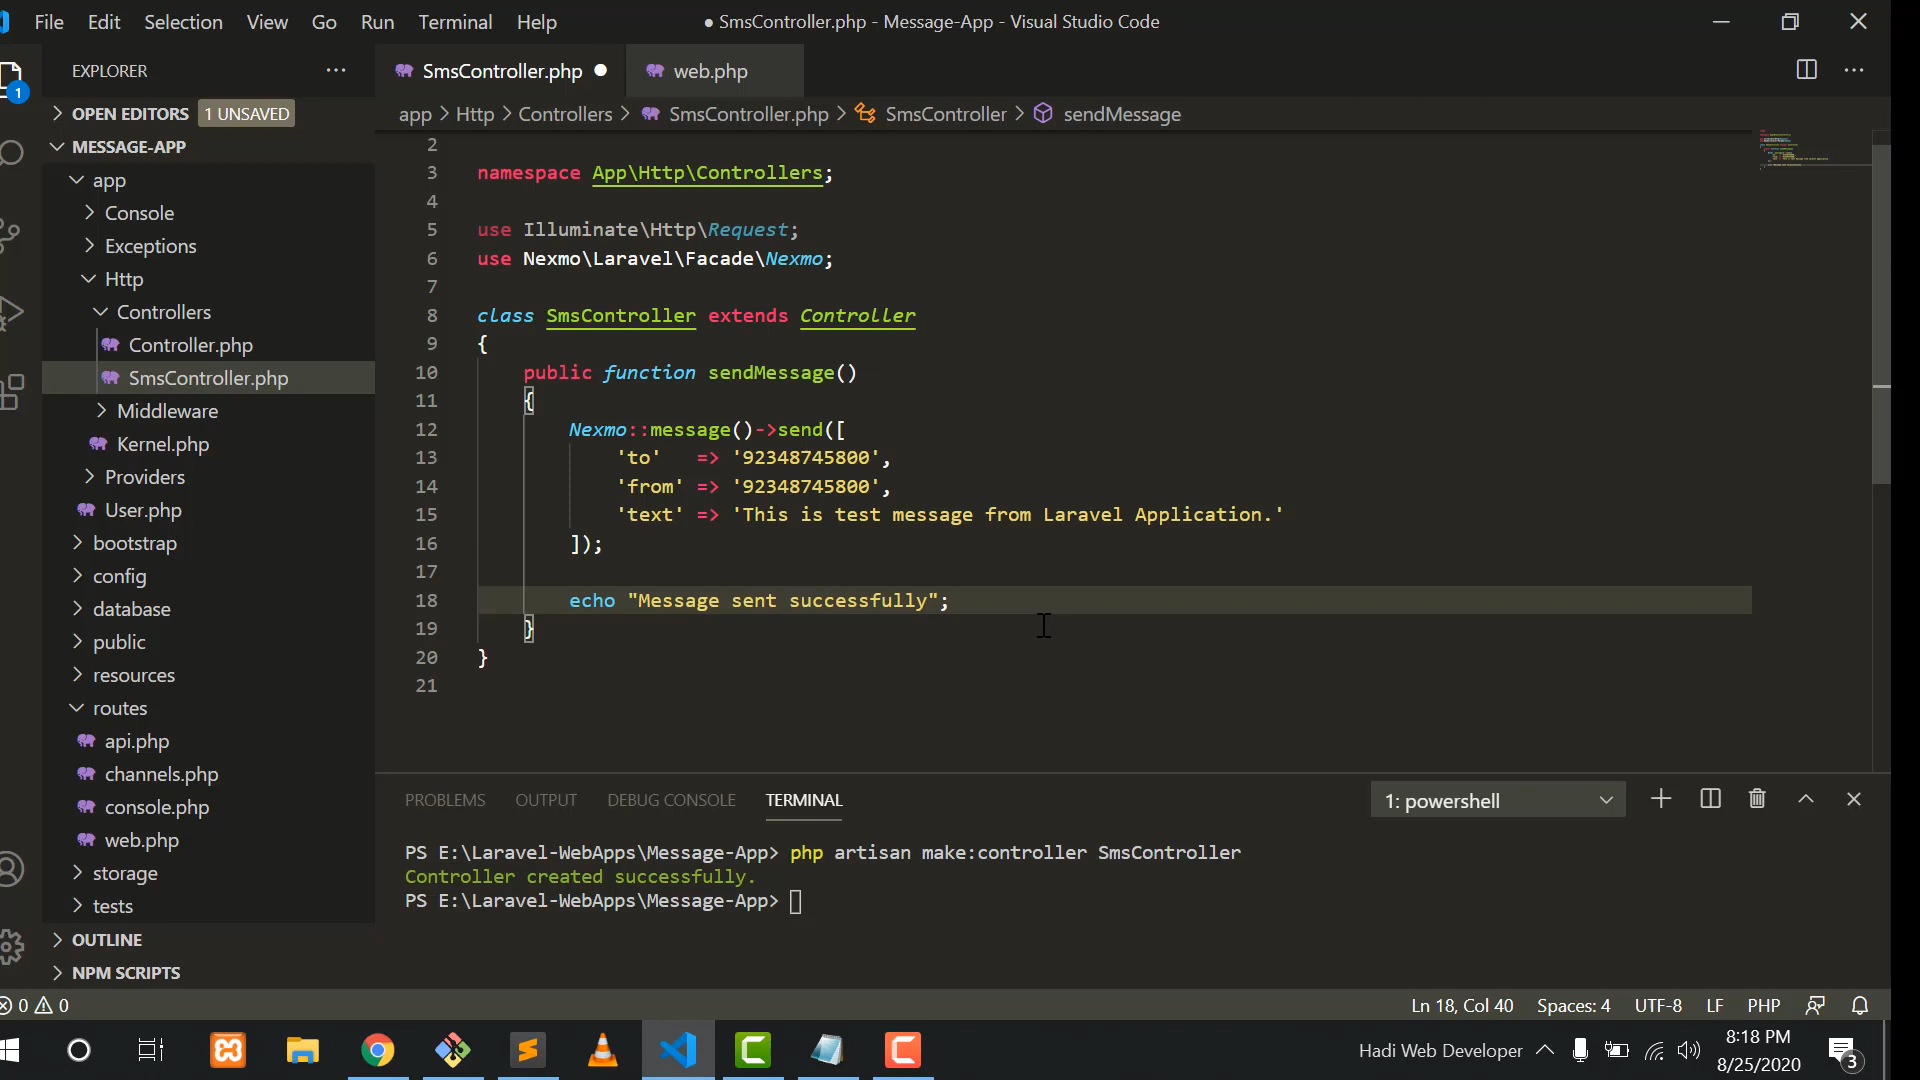 File Edit Selection View Go Run Terminal Help
● SmsController.php - Message-App - Visual Studio Code
EXPLORER
SmsController.php
web.php
1
OPEN EDITORS 1 UNSAVED
app > Http > Controllers > SmsController.php > SmsController > sendMessage
MESSAGE-APP
app
Console
Exceptions
Http
Controllers
Controller.php
SmsController.php
Middleware
Kernel.php
Providers
User.php
bootstrap
config
database
public
resources
routes
api.php
channels.php
console.php
web.php
storage
tests
OUTLINE
NPM SCRIPTS
2
3 namespace App\Http\Controllers;
4
5 use Illuminate\Http\Request;
6 use Nexmo\Laravel\Facade\Nexmo;
7
8 class SmsController extends Controller
9 {
10 public function sendMessage()
11 {
12 Nexmo::message()->send([
13 'to' => '92348745800',
14 'from' => '92348745800',
15 'text' => 'This is test message from Laravel Application.'
16 ]);
17
18 echo "Message sent successfully";
19 }
20 }
21
PROBLEMS OUTPUT DEBUG CONSOLE TERMINAL
1: powershell
PS E:\Laravel-WebApps\Message-App> php artisan make:controller SmsController
Controller created successfully.
PS E:\Laravel-WebApps\Message-App>
0 0
Ln 18, Col 40 Spaces: 4 UTF-8 LF PHP
Hadi Web Developer
8:18 PM
8/25/2020
3